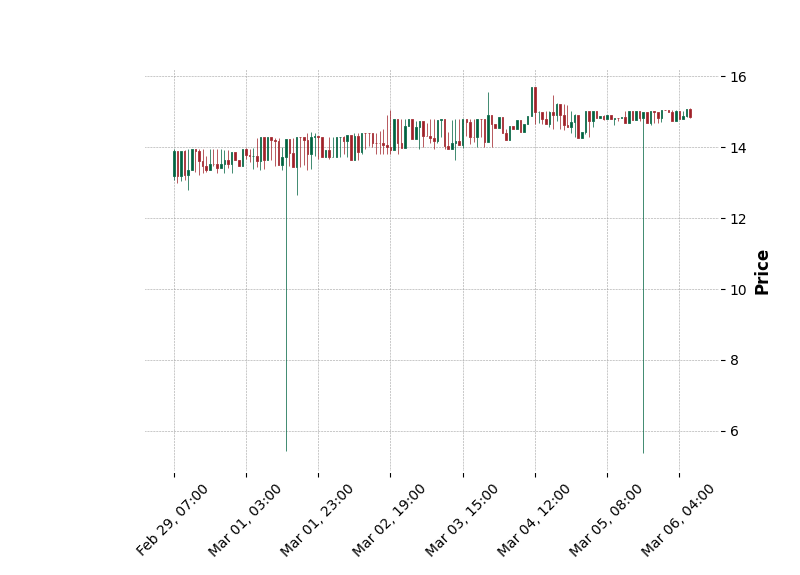 16
14
12
10
8
6
Price
Feb 29, 07:00
Mar 01, 03:00
Mar 01, 23:00
Mar 02, 19:00
Mar 03, 15:00
Mar 04, 12:00
Mar 05, 08:00
Mar 06, 04:00